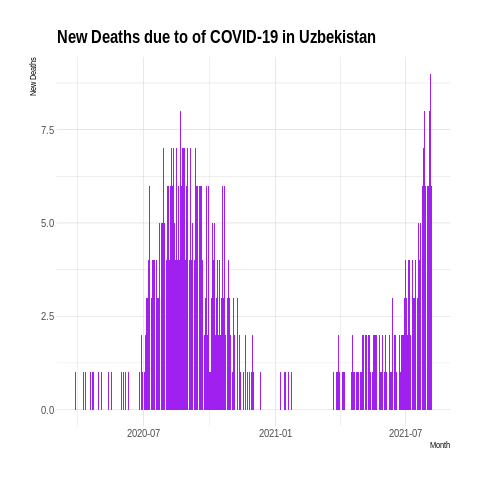 New Deaths due to of COVID-19 in Uzbekistan
New Deaths
7.5
5.0
2.5
0.0
2020-07 2021-01 2021-07
Month